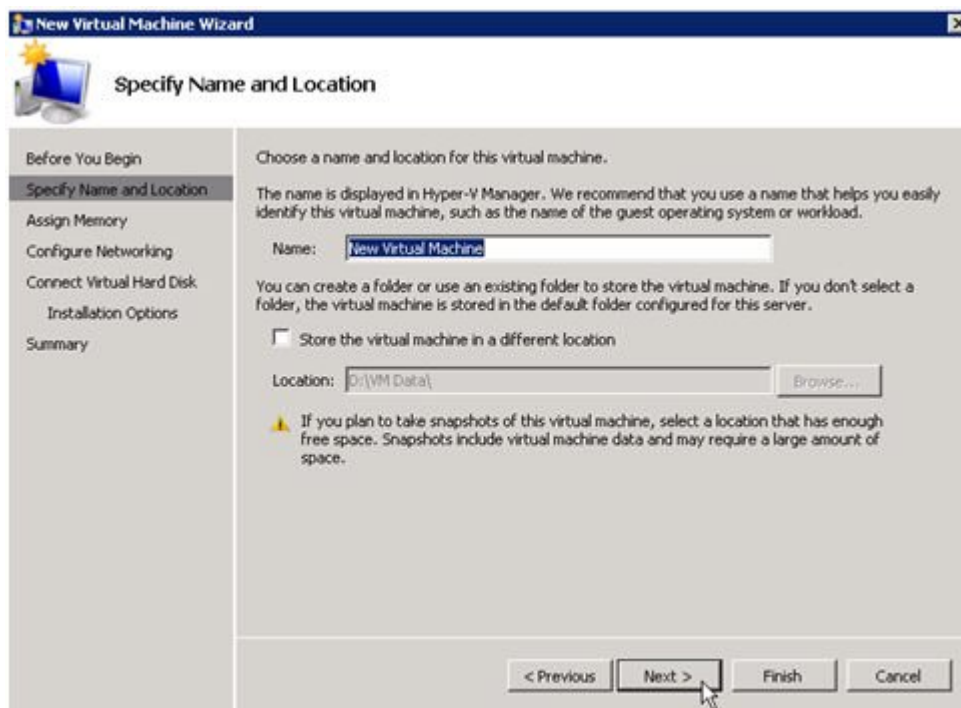 New Virtual Machine Wizard
Specify Name and Location
Before You Begin
Specify Name and Location
Assign Memory
Configure Networking
Connect Virtual Hard Disk
Installation Options
Summary
Choose a name and location for this virtual machine.
The name is displayed in Hyper-V Manager. We recommend that you use a name that helps you easily
identify this virtual machine, such as the name of the guest operating system or workload.
Name: New Virtual Machine
You can create a folder or use an existing folder to store the virtual machine. If you don't select a
folder, the virtual machine is stored in the default folder configured for this server.
Store the virtual machine in a different location
Location: D:\VM Data\ Browse...
If you plan to take snapshots of this virtual machine, select a location that has enough
free space. Snapshots include virtual machine data and may require a large amount of
space.
< Previous Next > Finish Cancel